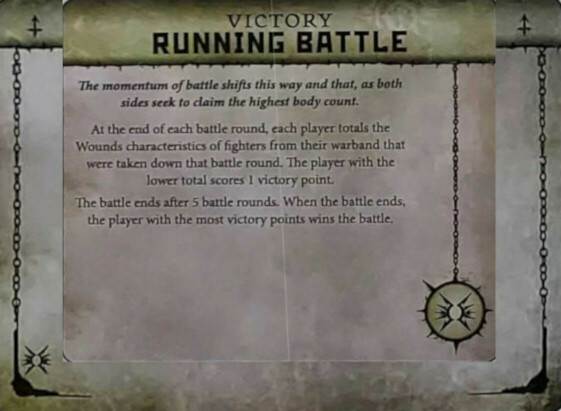 VICTORY
RUNNING BATTLE
The momentum of battle shifts this way and that, as both
sides seek to claim the highest body count.
At the end of each battle round, each player totals the
Wounds characteristics of fighters from their warband that
were taken down that battle round. The player with the
lower total scores 1 victory point.
The battle ends after 5 battle rounds. When the battle ends,
the player with the most victory points wins the battle.